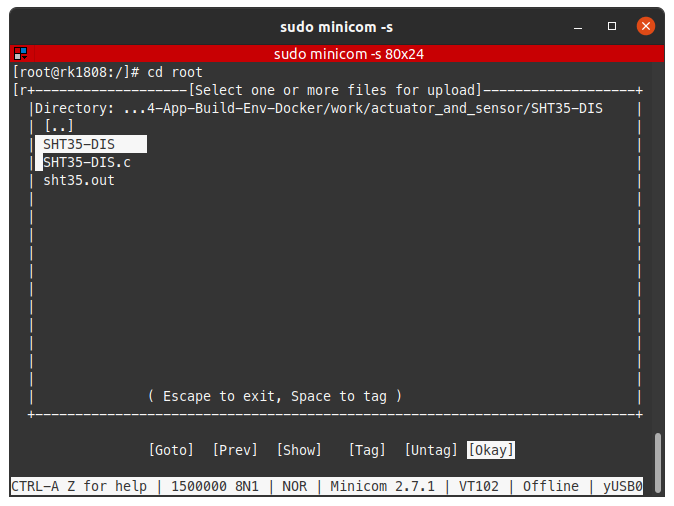 sudo minicom -s
sudo minicom -s 80x24
[root@rk1808:/]# cd root
[r+-------------------[Select one or more files for upload]-------------------+
|Directory: ...4-App-Build-Env-Docker/work/actuator_and_sensor/SHT35-DIS    |
| [..]
| SHT35-DIS
| SHT35-DIS.c
| sht35.out
( Escape to exit, Space to tag )
+---------------------------------------------------------------------------+
[Goto] [Prev] [Show] [Tag] [Untag] [Okay]
CTRL-A Z for help | 1500000 8N1 | NOR | Minicom 2.7.1 | VT102 | Offline | yUSB0